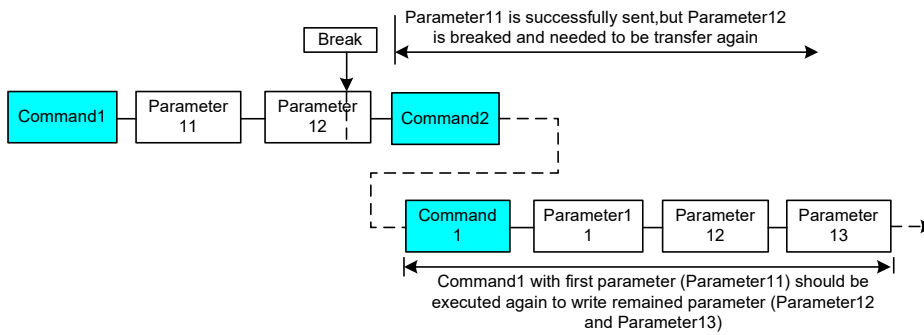 Parameter11 is successfully sent,but Parameter12
is breaked and needed to be transfer again
Break
Command1
Parameter
11
Parameter
12
Command2
Command
1
Parameter1
1
Parameter
12
Parameter
13
Command1 with first parameter (Parameter11) should be
executed again to write remained parameter (Parameter12
and Parameter13)